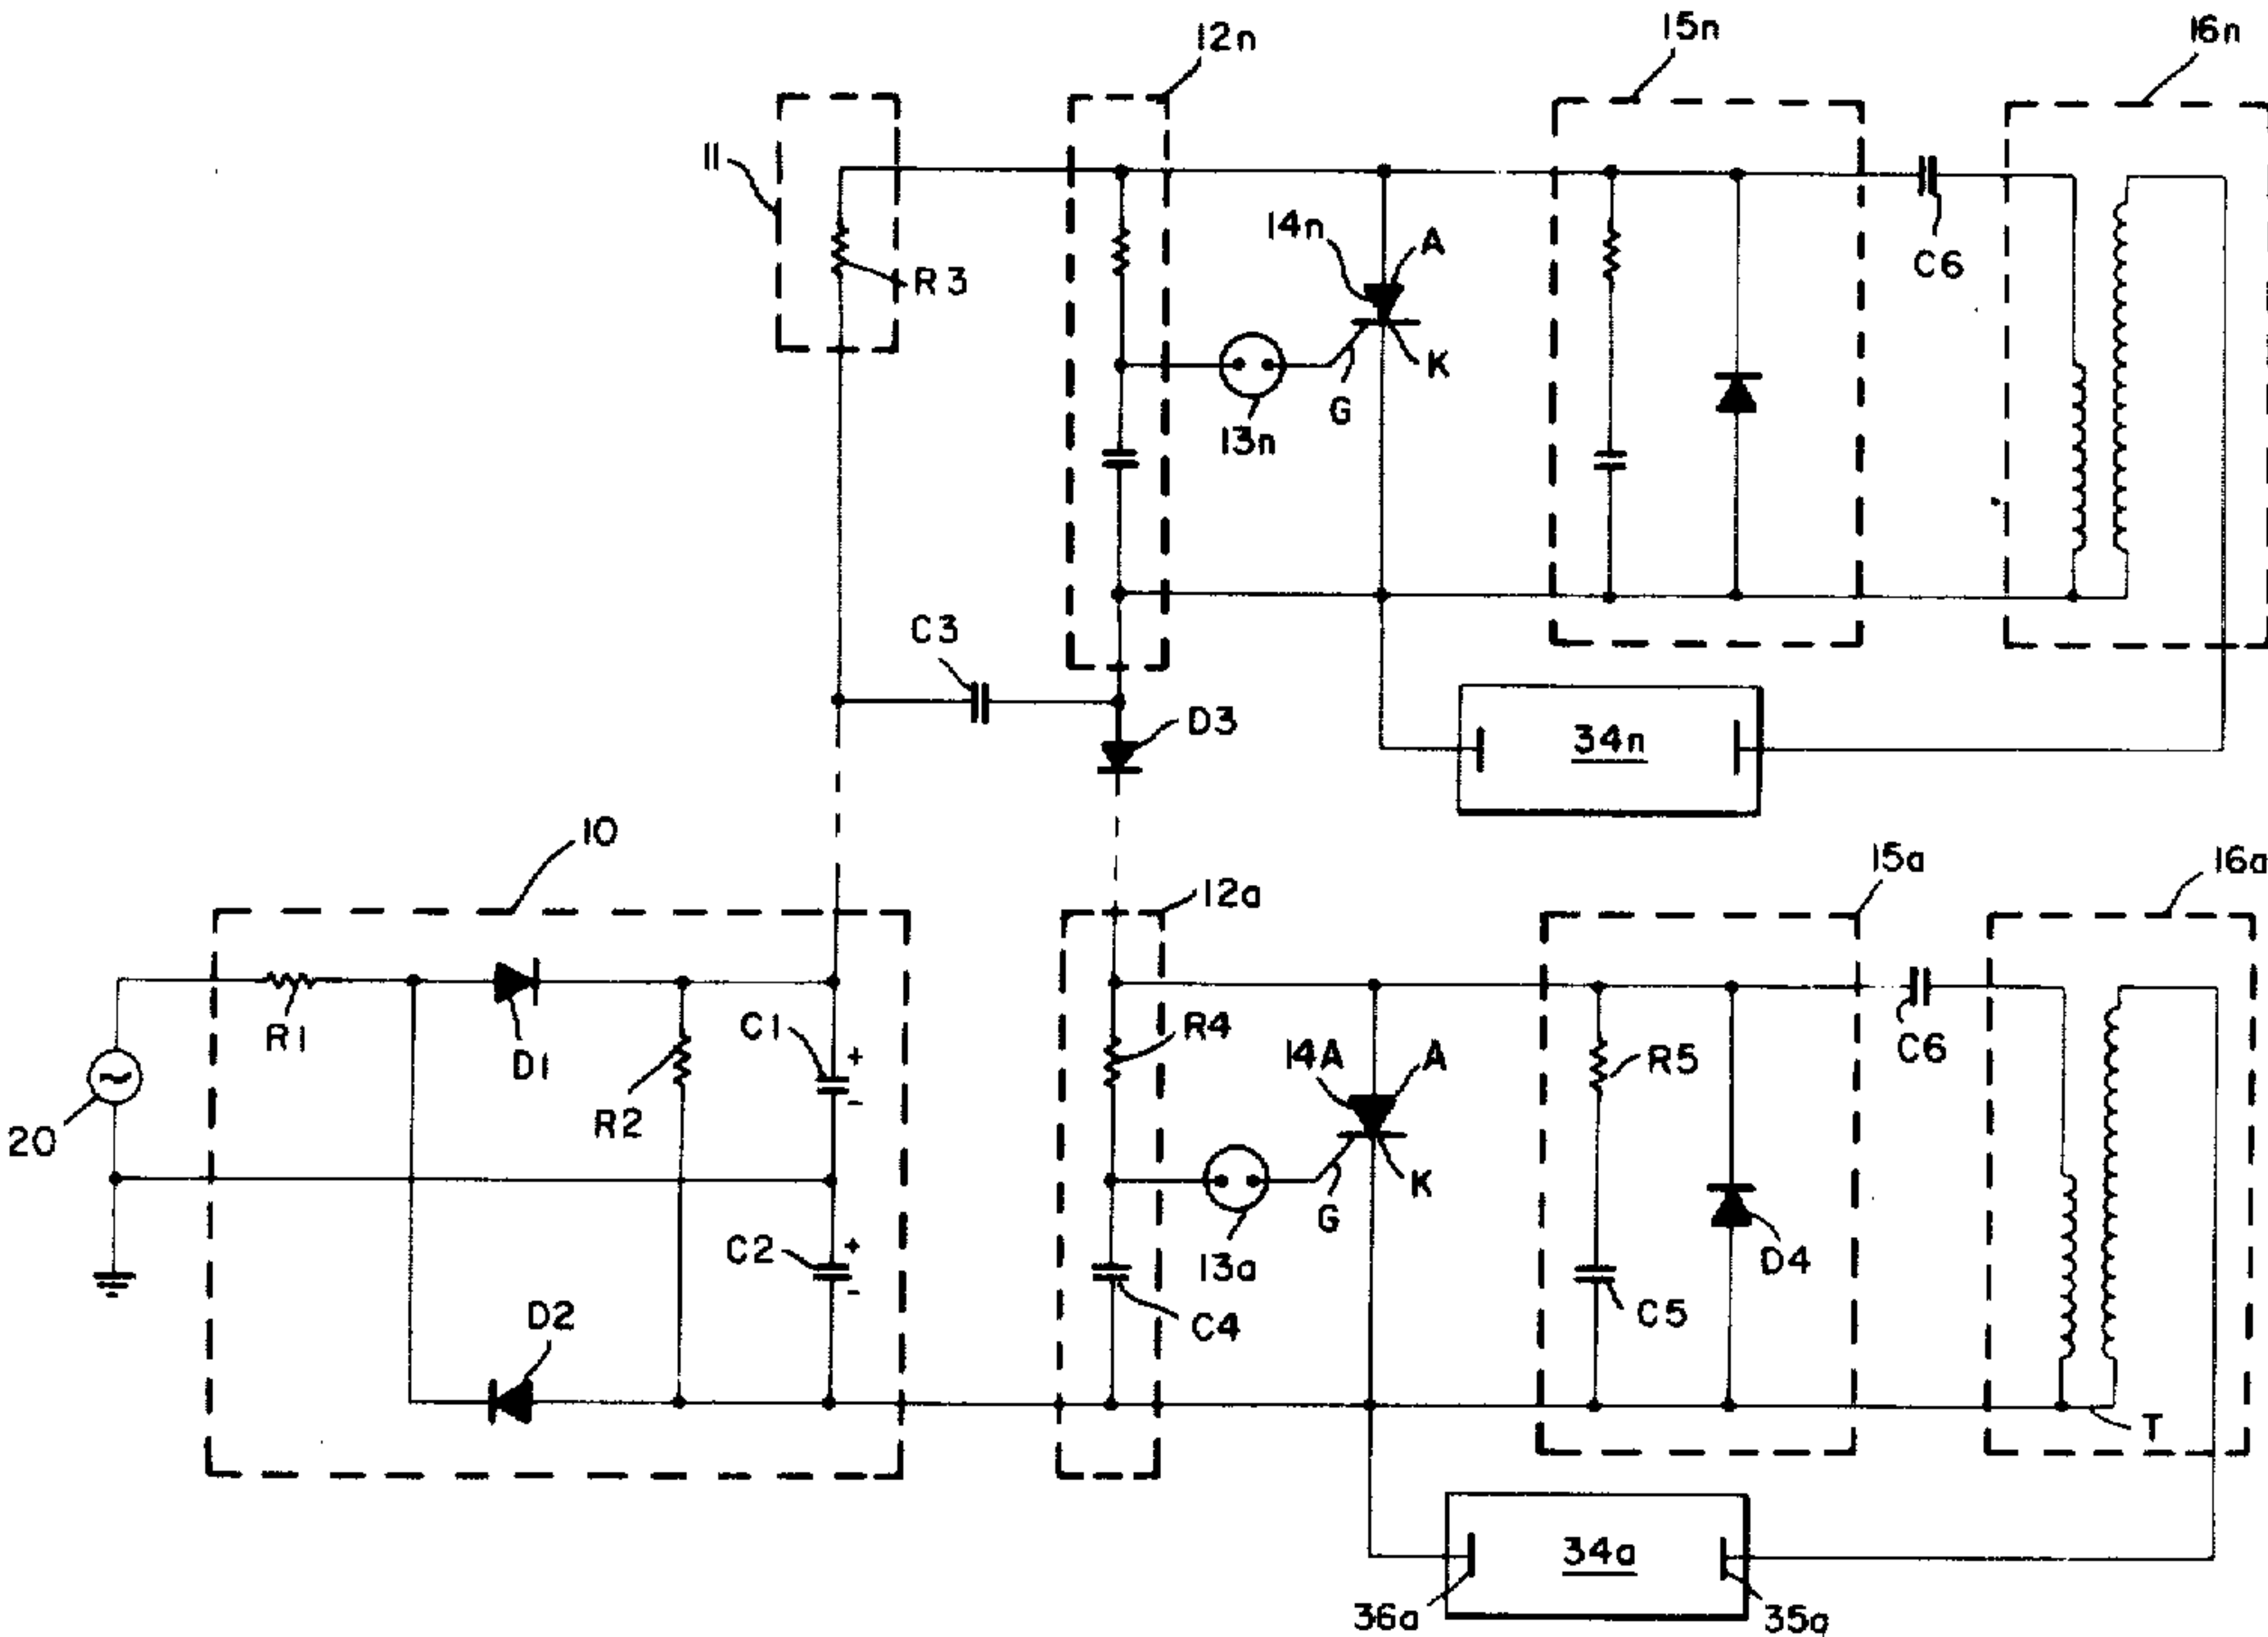 12n
15n
16n
11
R3
14n
A
C6
K
G
13n
C3
D3
34n
10
15a
16a
12a
R1
D1
C1
+
-
R2
R4
14A
A
R5
C6
20
K
G
C2
+
-
13a
D4
D2
C4
C5
T
34a
36a
35a